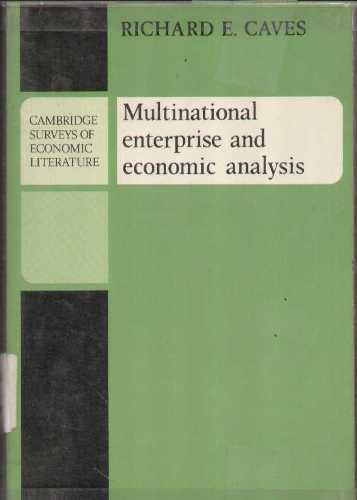 RICHARD E. CAVES
CAMBRIDGE
SURVEYS OF
ECONOMIC
LITERATURE
Multinational
enterprise and
economic analysis